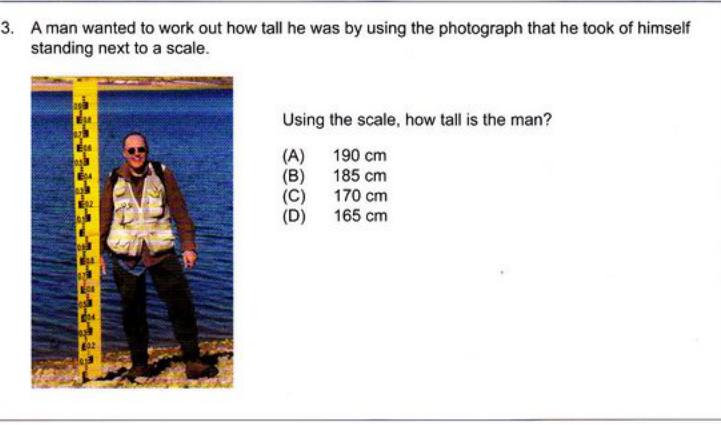 3. A man wanted to work out how tall he was by using the photograph that he took of himself
standing next to a scale.
Using the scale, how tall is the man?
(A) 190 cm
(B) 185 cm
(C) 170 cm
(D) 165 cm